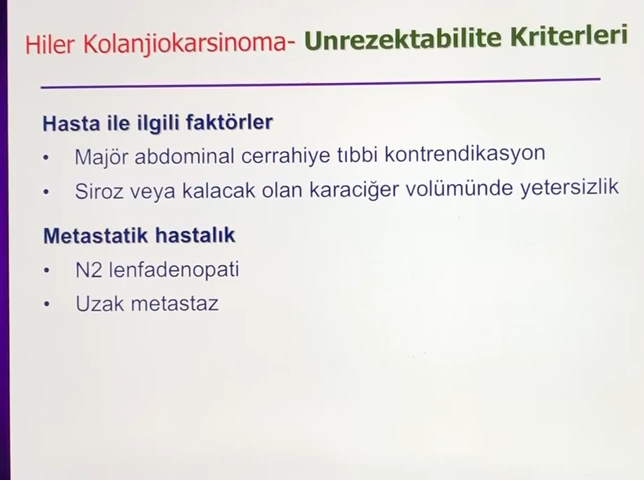 Hiler Kolanjiokarsinoma- Unrezektabilite Kriterleri
Hasta ile ilgili faktörler
• Majör abdominal cerrahiye tıbbi kontrendikasyon
• Siroz veya kalacak olan karaciğer volümünde yetersizlik
Metastatik hastalık
• N2 lenfadenopati
• Uzak metastaz